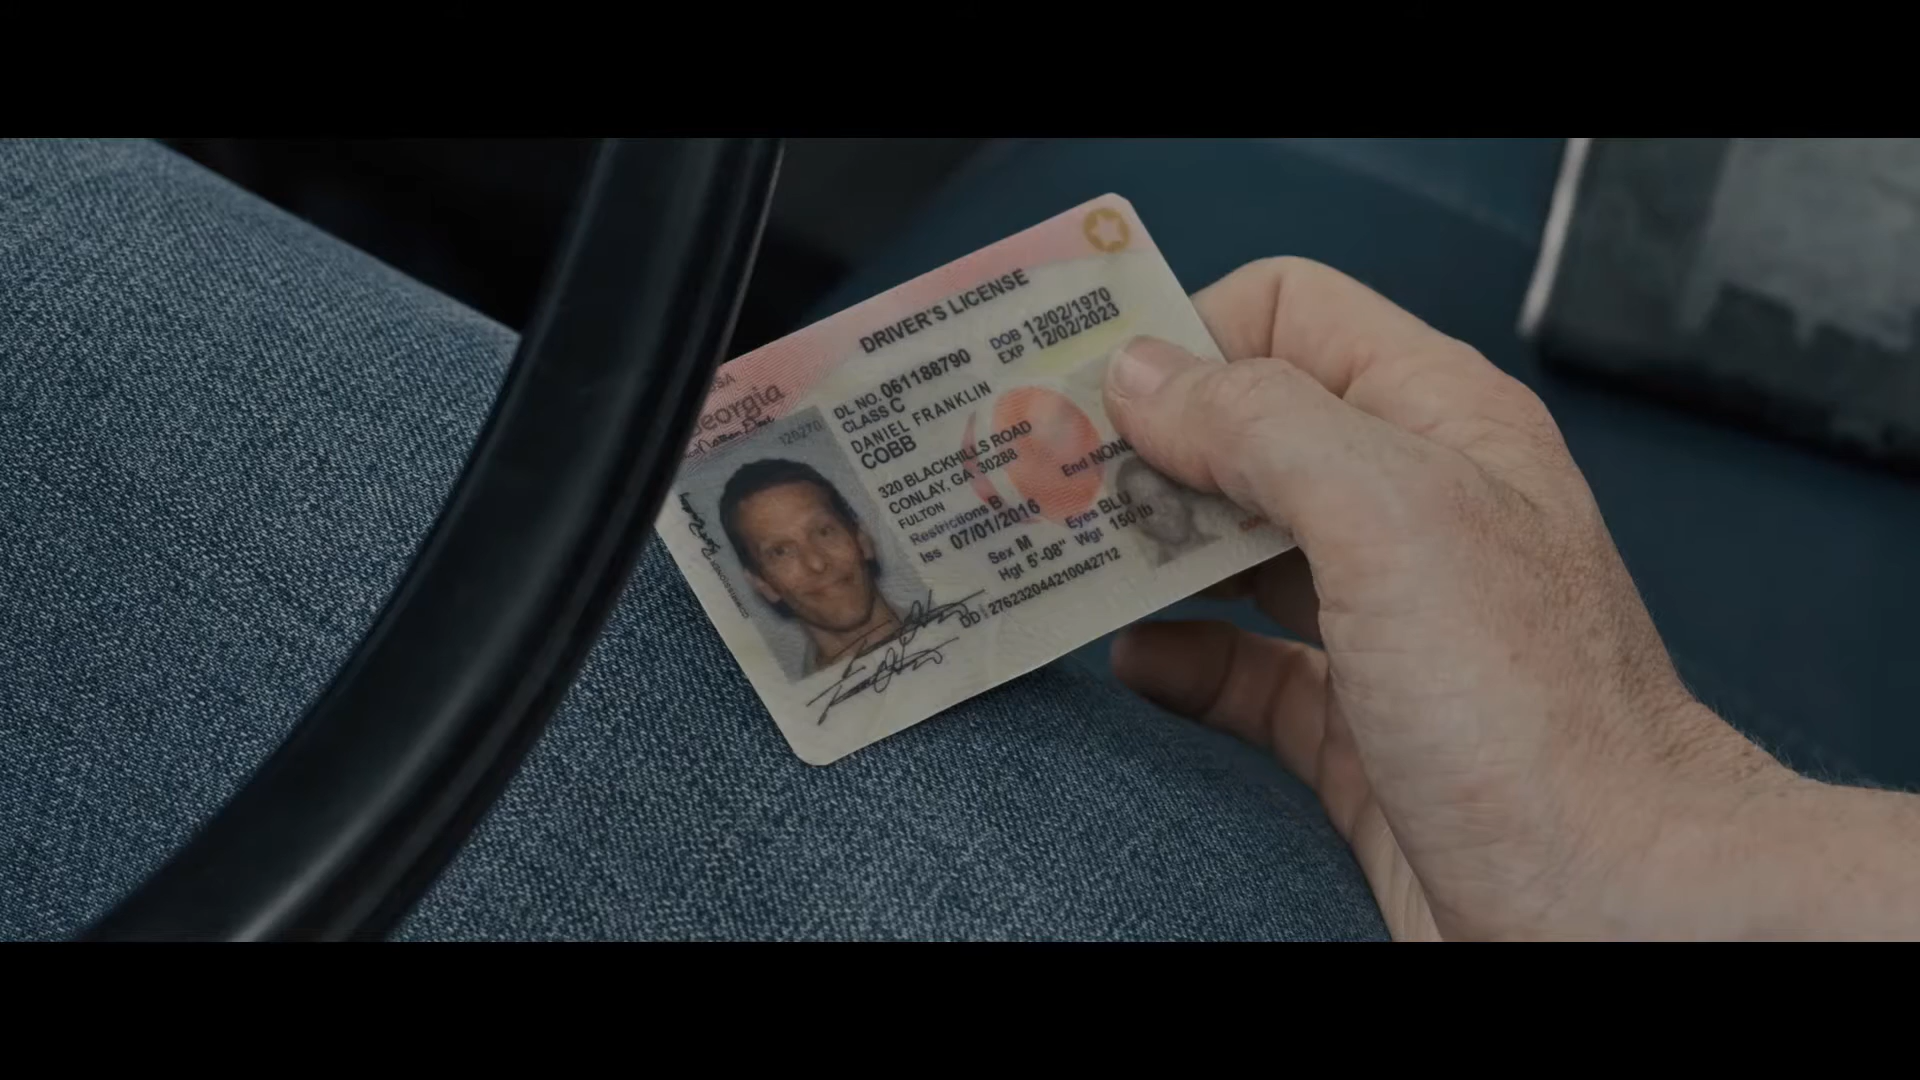 USA
Georgia
DRIVER'S LICENSE
DL NO. 061188790
DOB 12/02/1970
CLASS C
EXP 12/02/2023
DANIEL FRANKLIN
COBB
320 BLACKHILLS ROAD
CONLAY, GA 30288
FULTON
Restrictions B
End NONE
Iss 07/01/2016
Sex M
Eyes BLU
Hgt 5'-08"
Wgt 150 lb
DD 276232044210042712